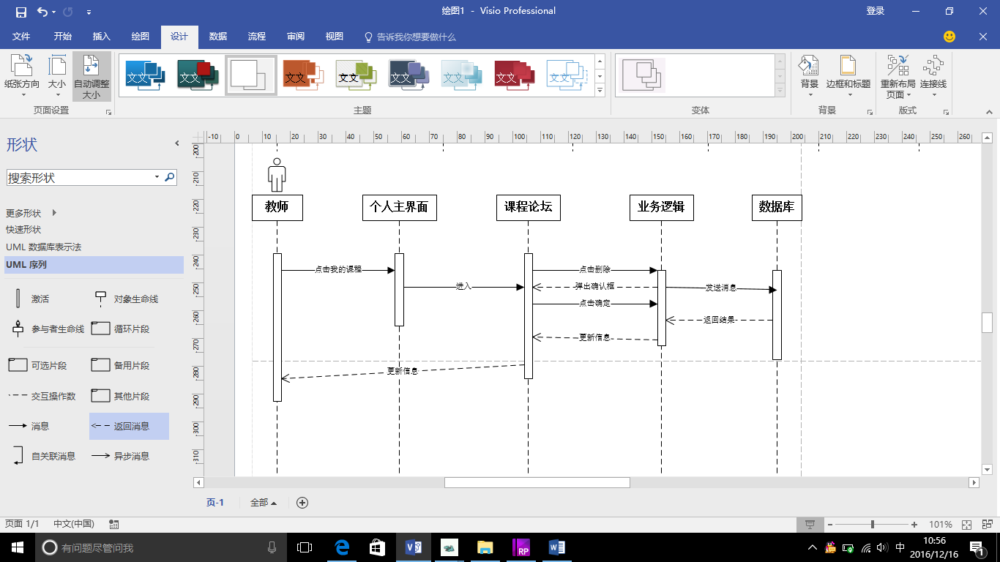 绘图1 - Visio Professional
登录
文件 开始 插入 绘图 设计 数据 流程 审阅 视图 告诉我你想要做什么
纸张方向 大小 自动调整大小
文文 文文 文文 文文 文文 文文 文文 文文
背景 边框和标题 重新布局页面 连接线
页面设置 主题 变体 背景 版式
形状
搜索形状
更多形状
快速形状
UML 数据库表示法
UML 序列
激活 对象生命线
参与者生命线 循环片段
可选片段 备用片段
交互操作数 其他片段
消息 返回消息
自关联消息 异步消息
-10 0 10 20 30 40 50 60 70 80 90 100 110 120 130 140 150 160 170 180 190 200 210 220 230 240 250 260
-200 -210 -220 -230 -240 -250 -260 -270 -280 -290 -300 -310
教师 个人主界面 课程论坛 业务逻辑 数据库
点击我的课程 点击删除
进入 弹出确认框 发送消息
点击确定
返回结果
更新信息
更新信息
页-1 全部
页面 1/1 中文(中国) 101%
有问题尽管问我
RP
中
10:56
2016/12/16
1